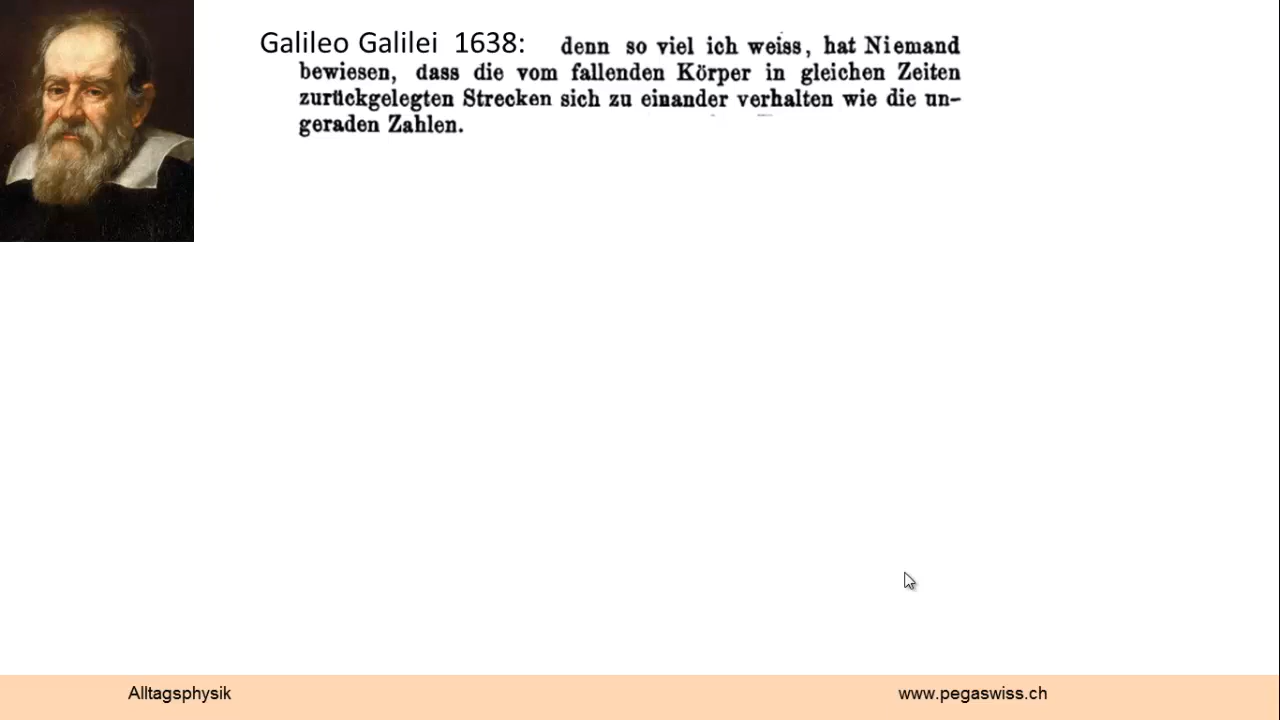 Galileo Galilei 1638: denn so viel ich weiss, hat Niemand
bewiesen, dass die vom fallenden Körper in gleichen Zeiten
zurückgelegten Strecken sich zu einander verhalten wie die un-
geraden Zahlen.
Alltagsphysik
www.pegaswiss.ch